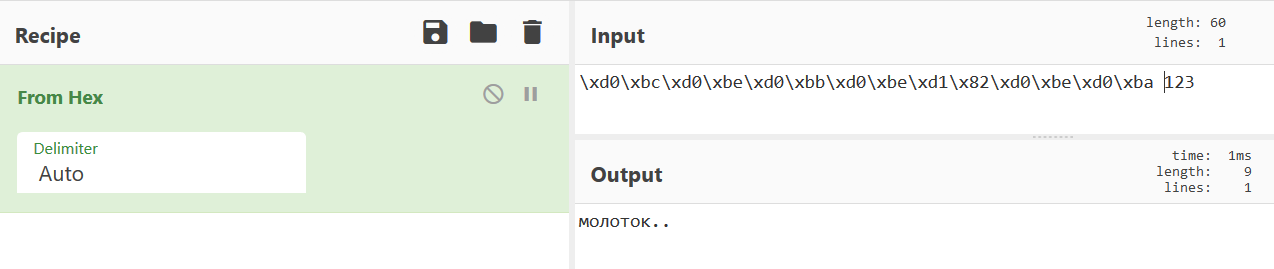 Recipe
Input
length: 60
lines: 1
From Hex
Delimiter
Auto
\xd0\xbc\xd0\xbe\xd0\xbb\xd0\xbe\xd1\x82\xd0\xbe\xd0\xba 123
Output
time: 1ms
length: 9
lines: 1
молоток..